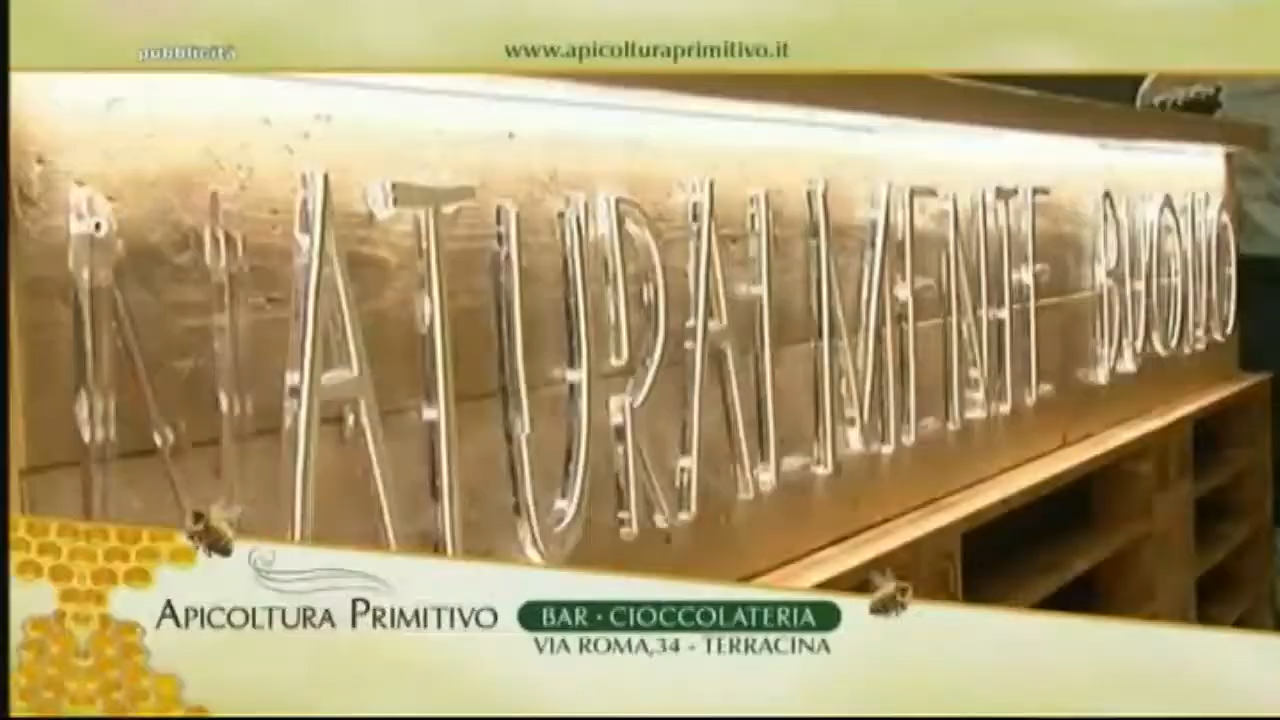 pubblicità
www.apicolturaprimitivo.it
NATURALMENTE BUONO
APICOLTURA PRIMITIVO
BAR • CIOCCOLATERIA
VIA ROMA,34 - TERRACINA